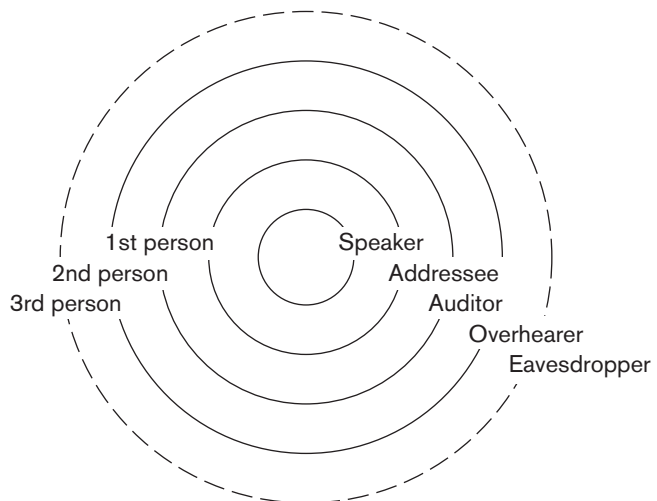 1st person Speaker
2nd person Addressee
3rd person Auditor
Overhearer
Eavesdropper